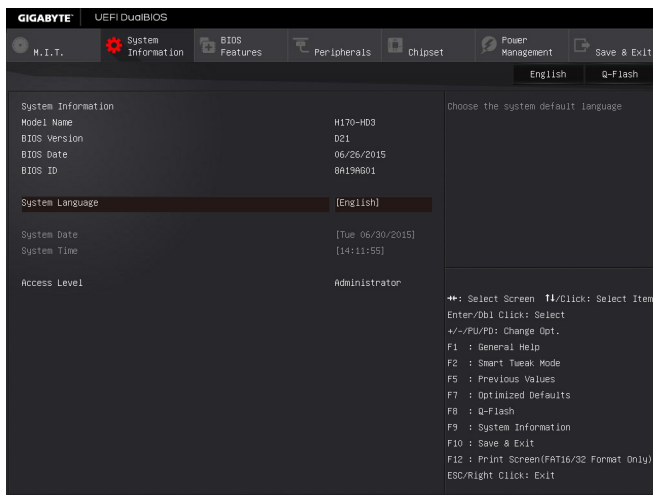 GIGABYTE™ UEFI DualBIOS
M.I.T.
System Information
BIOS Features
Peripherals
Chipset
Power Management
Save & Exit
English
Q-Flash
System Information
Model Name H170-HD3
BIOS Version D21
BIOS Date 06/26/2015
BIOS ID 8A19AG01
System Language [English]
System Date [Tue 06/30/2015]
System Time [14:11:55]
Access Level Administrator
Choose the system default language
→←: Select Screen ↑↓/Click: Select Item
Enter/Dbl Click: Select
+/-/PU/PD: Change Opt.
F1 : General Help
F2 : Smart Tweak Mode
F5 : Previous Values
F7 : Optimized Defaults
F8 : Q-Flash
F9 : System Information
F10 : Save & Exit
F12 : Print Screen(FAT16/32 Format Only)
ESC/Right Click: Exit